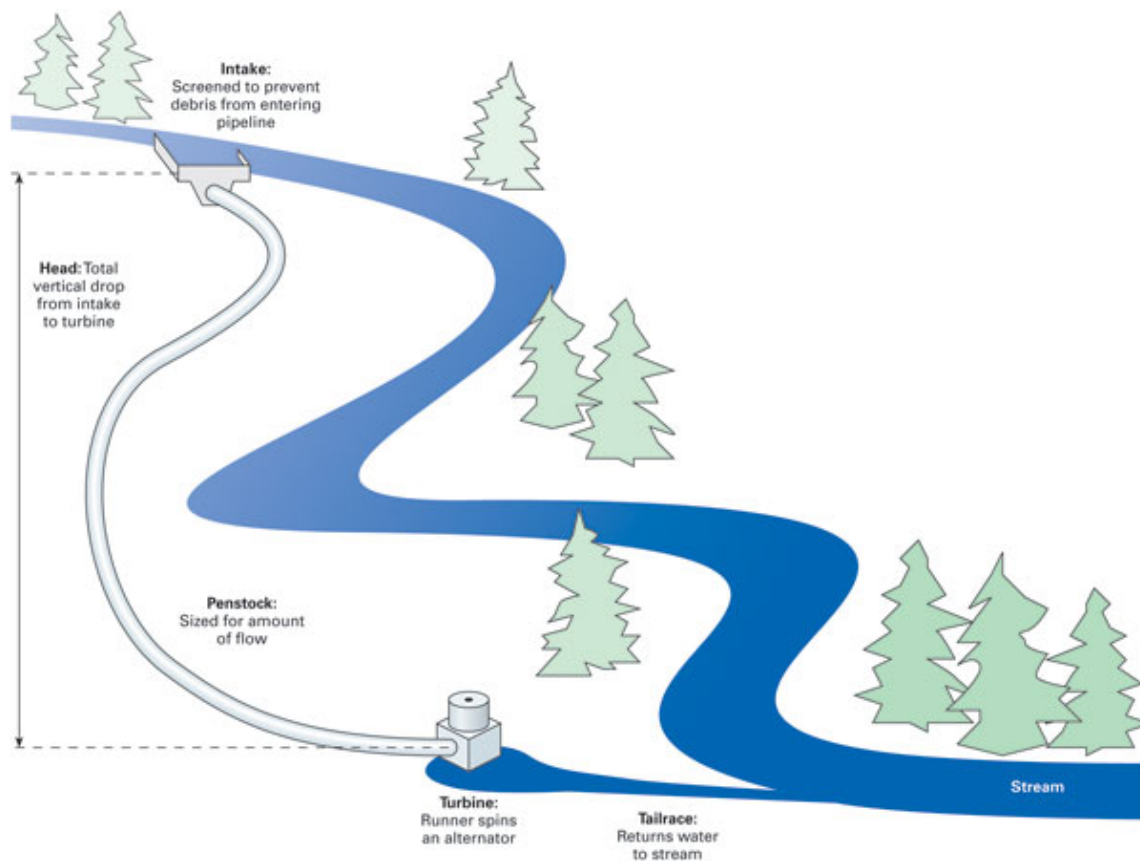 Intake:
Screened to prevent
debris from entering
pipeline
Head: Total
vertical drop
from intake
to turbine
Penstock:
Sized for amount
of flow
Stream
Turbine:
Runner spins
an alternator
Tailrace:
Returns water
to stream